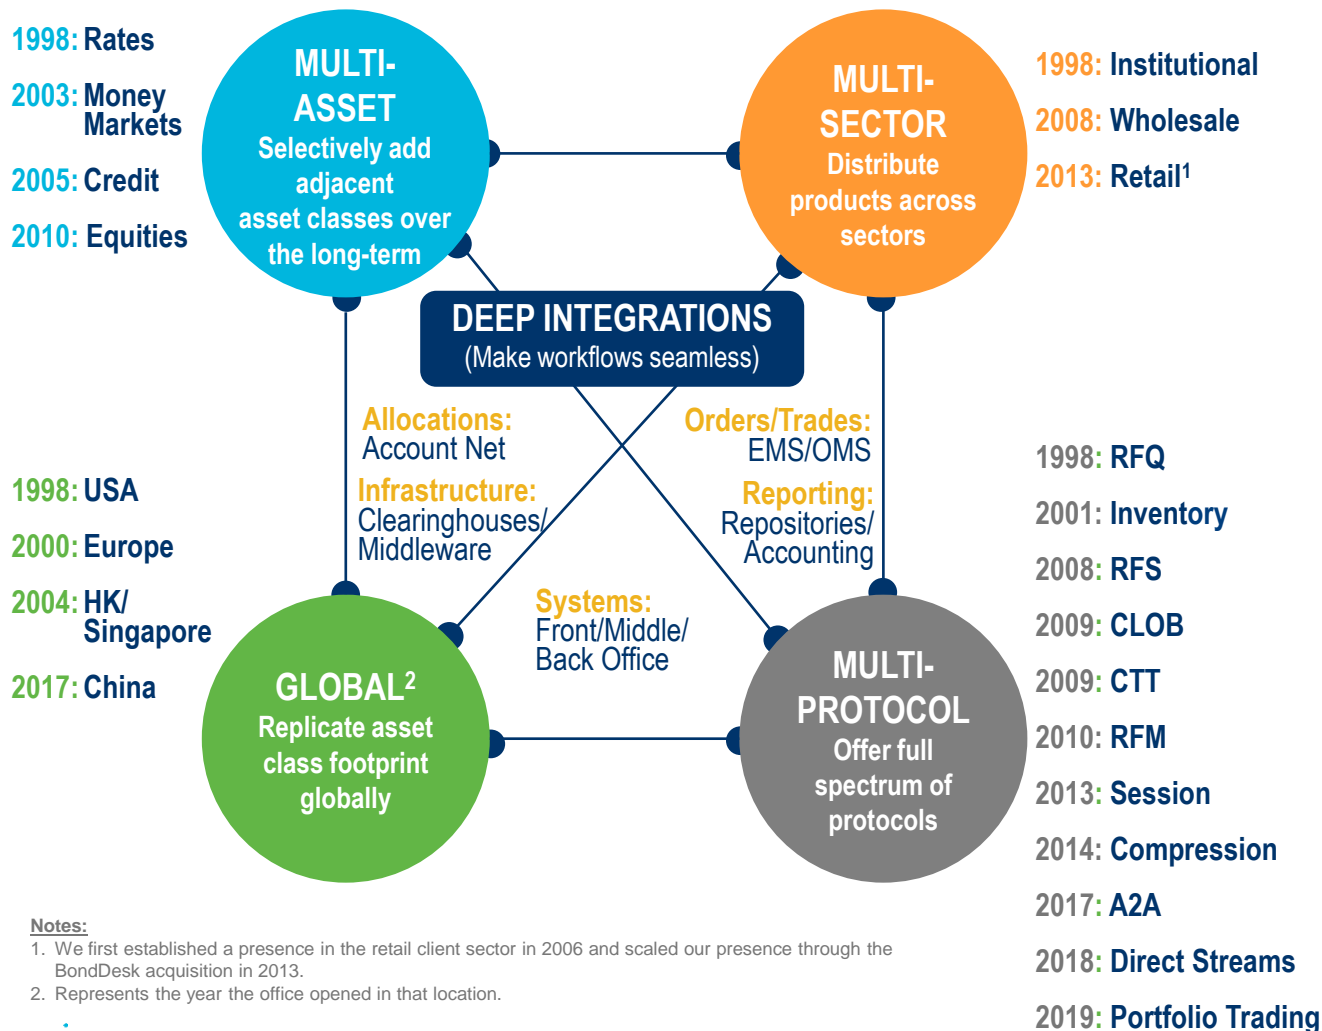 1998: Rates
2003: Money
Markets
2005: Credit
2010: Equities
MULTI-
ASSET
Selectively add
adjacent
asset classes over
the long-term
MULTI-
SECTOR
Distribute
products across
sectors
1998: Institutional
2008: Wholesale
2013: Retail¹
DEEP INTEGRATIONS
(Make workflows seamless)
Allocations:
Account Net
Infrastructure:
Clearinghouses/
Middleware
Orders/Trades:
EMS/OMS
Reporting:
Repositories/
Accounting
Systems:
Front/Middle/
Back Office
1998: USA
2000: Europe
2004: HK/
Singapore
2017: China
GLOBAL²
Replicate asset
class footprint
globally
MULTI-
PROTOCOL
Offer full
spectrum of
protocols
1998: RFQ
2001: Inventory
2008: RFS
2009: CLOB
2009: CTT
2010: RFM
2013: Session
2014: Compression
2017: A2A
2018: Direct Streams
2019: Portfolio Trading
Notes:
1. We first established a presence in the retail client sector in 2006 and scaled our presence through the
BondDesk acquisition in 2013.
2. Represents the year the office opened in that location.